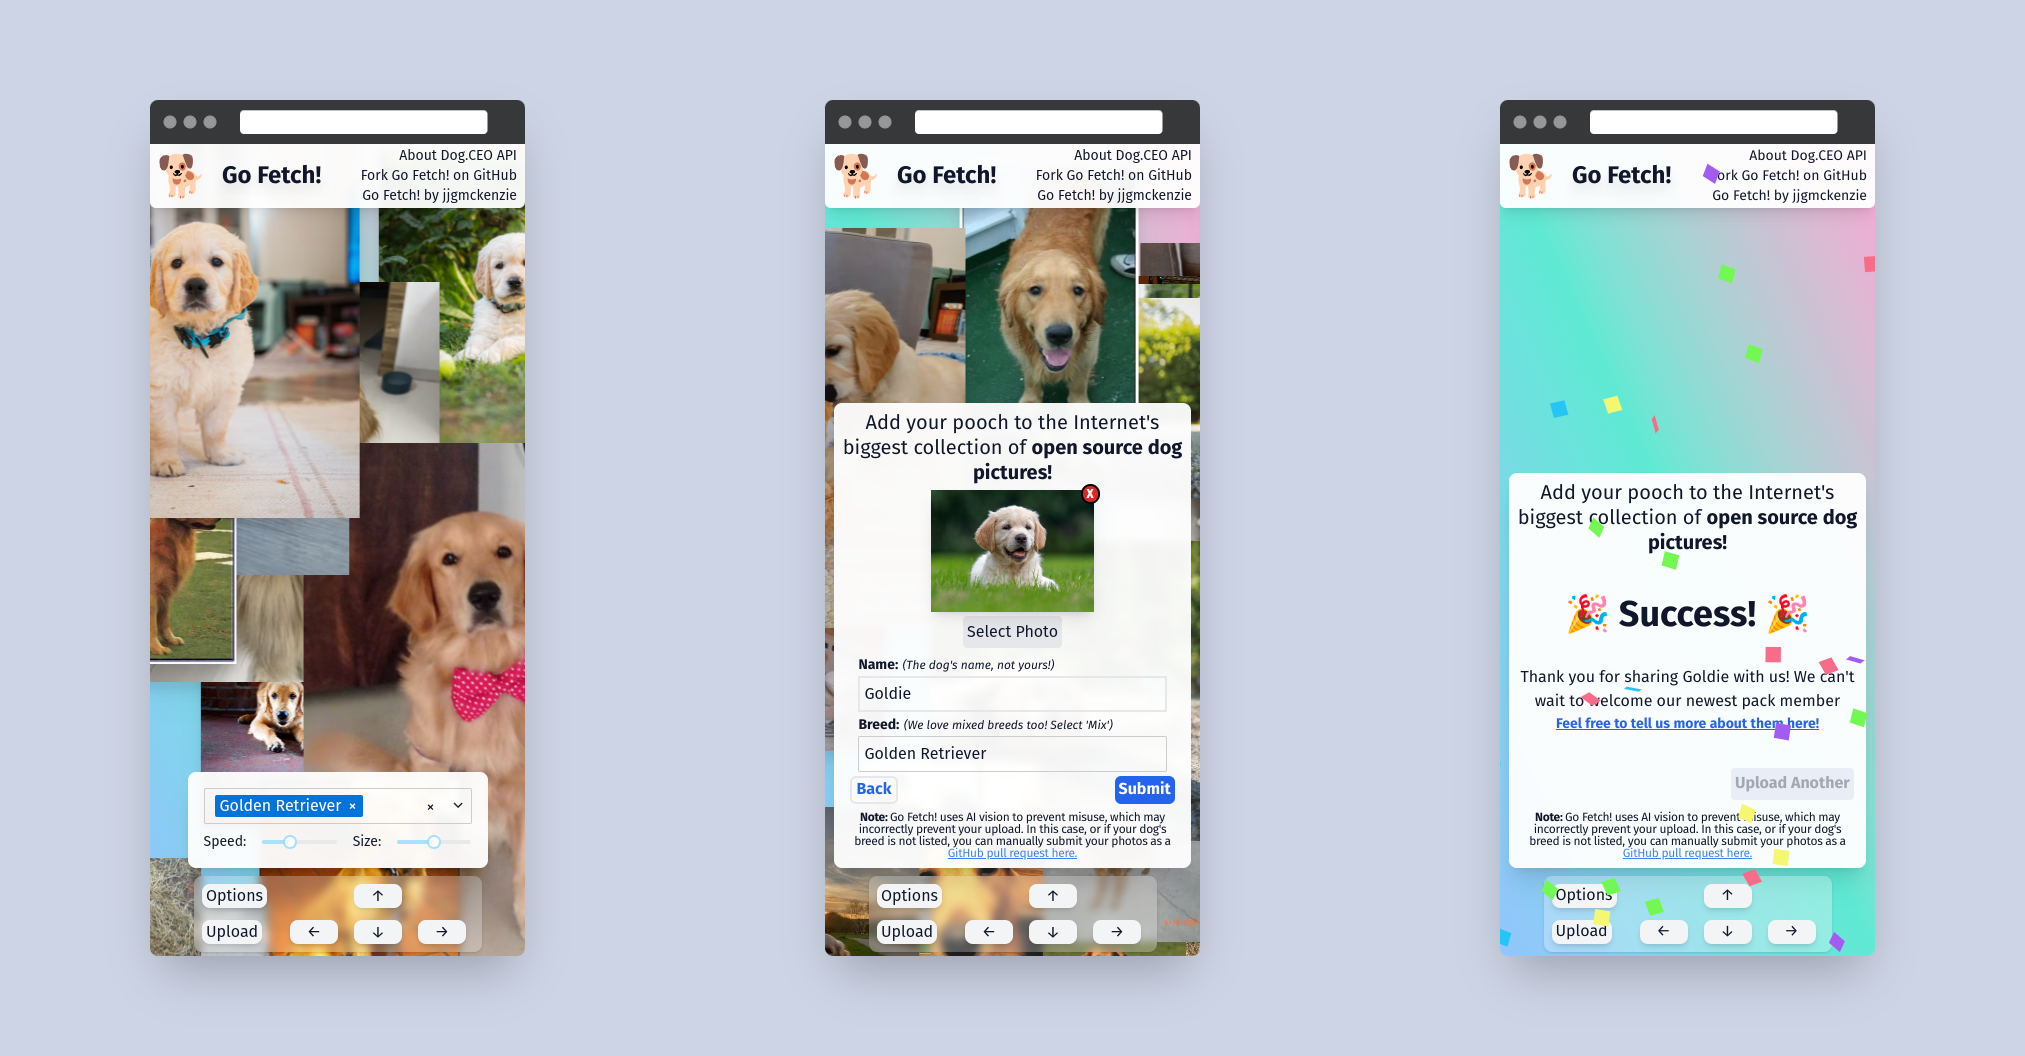 Go Fetch!
About Dog.CEO API
Fork Go Fetch! on GitHub
Go Fetch! by jjgmckenzie
Golden Retriever ×
×
Speed:
Size:
Options
↑
Upload
←
↓
→
Go Fetch!
About Dog.CEO API
Fork Go Fetch! on GitHub
Go Fetch! by jjgmckenzie
Add your pooch to the Internet's
biggest collection of open source dog
pictures!
X
Select Photo
Name: (The dog's name, not yours!)
Goldie
Breed: (We love mixed breeds too! Select 'Mix')
Golden Retriever
Back
Submit
Note: Go Fetch! uses AI vision to prevent misuse, which may
incorrectly prevent your upload. In this case, or if your dog's
breed is not listed, you can manually submit your photos as a
GitHub pull request here.
Options
↑
Upload
←
↓
→
Go Fetch!
About Dog.CEO API
Fork Go Fetch! on GitHub
Go Fetch! by jjgmckenzie
Add your pooch to the Internet's
biggest collection of open source dog
pictures!
🎉 Success! 🎉
Thank you for sharing Goldie with us! We can't
wait to welcome our newest pack member
Feel free to tell us more about them here!
Upload Another
Note: Go Fetch! uses AI vision to prevent misuse, which may
incorrectly prevent your upload. In this case, or if your dog's
breed is not listed, you can manually submit your photos as a
GitHub pull request here.
Options
↑
Upload
←
↓
→